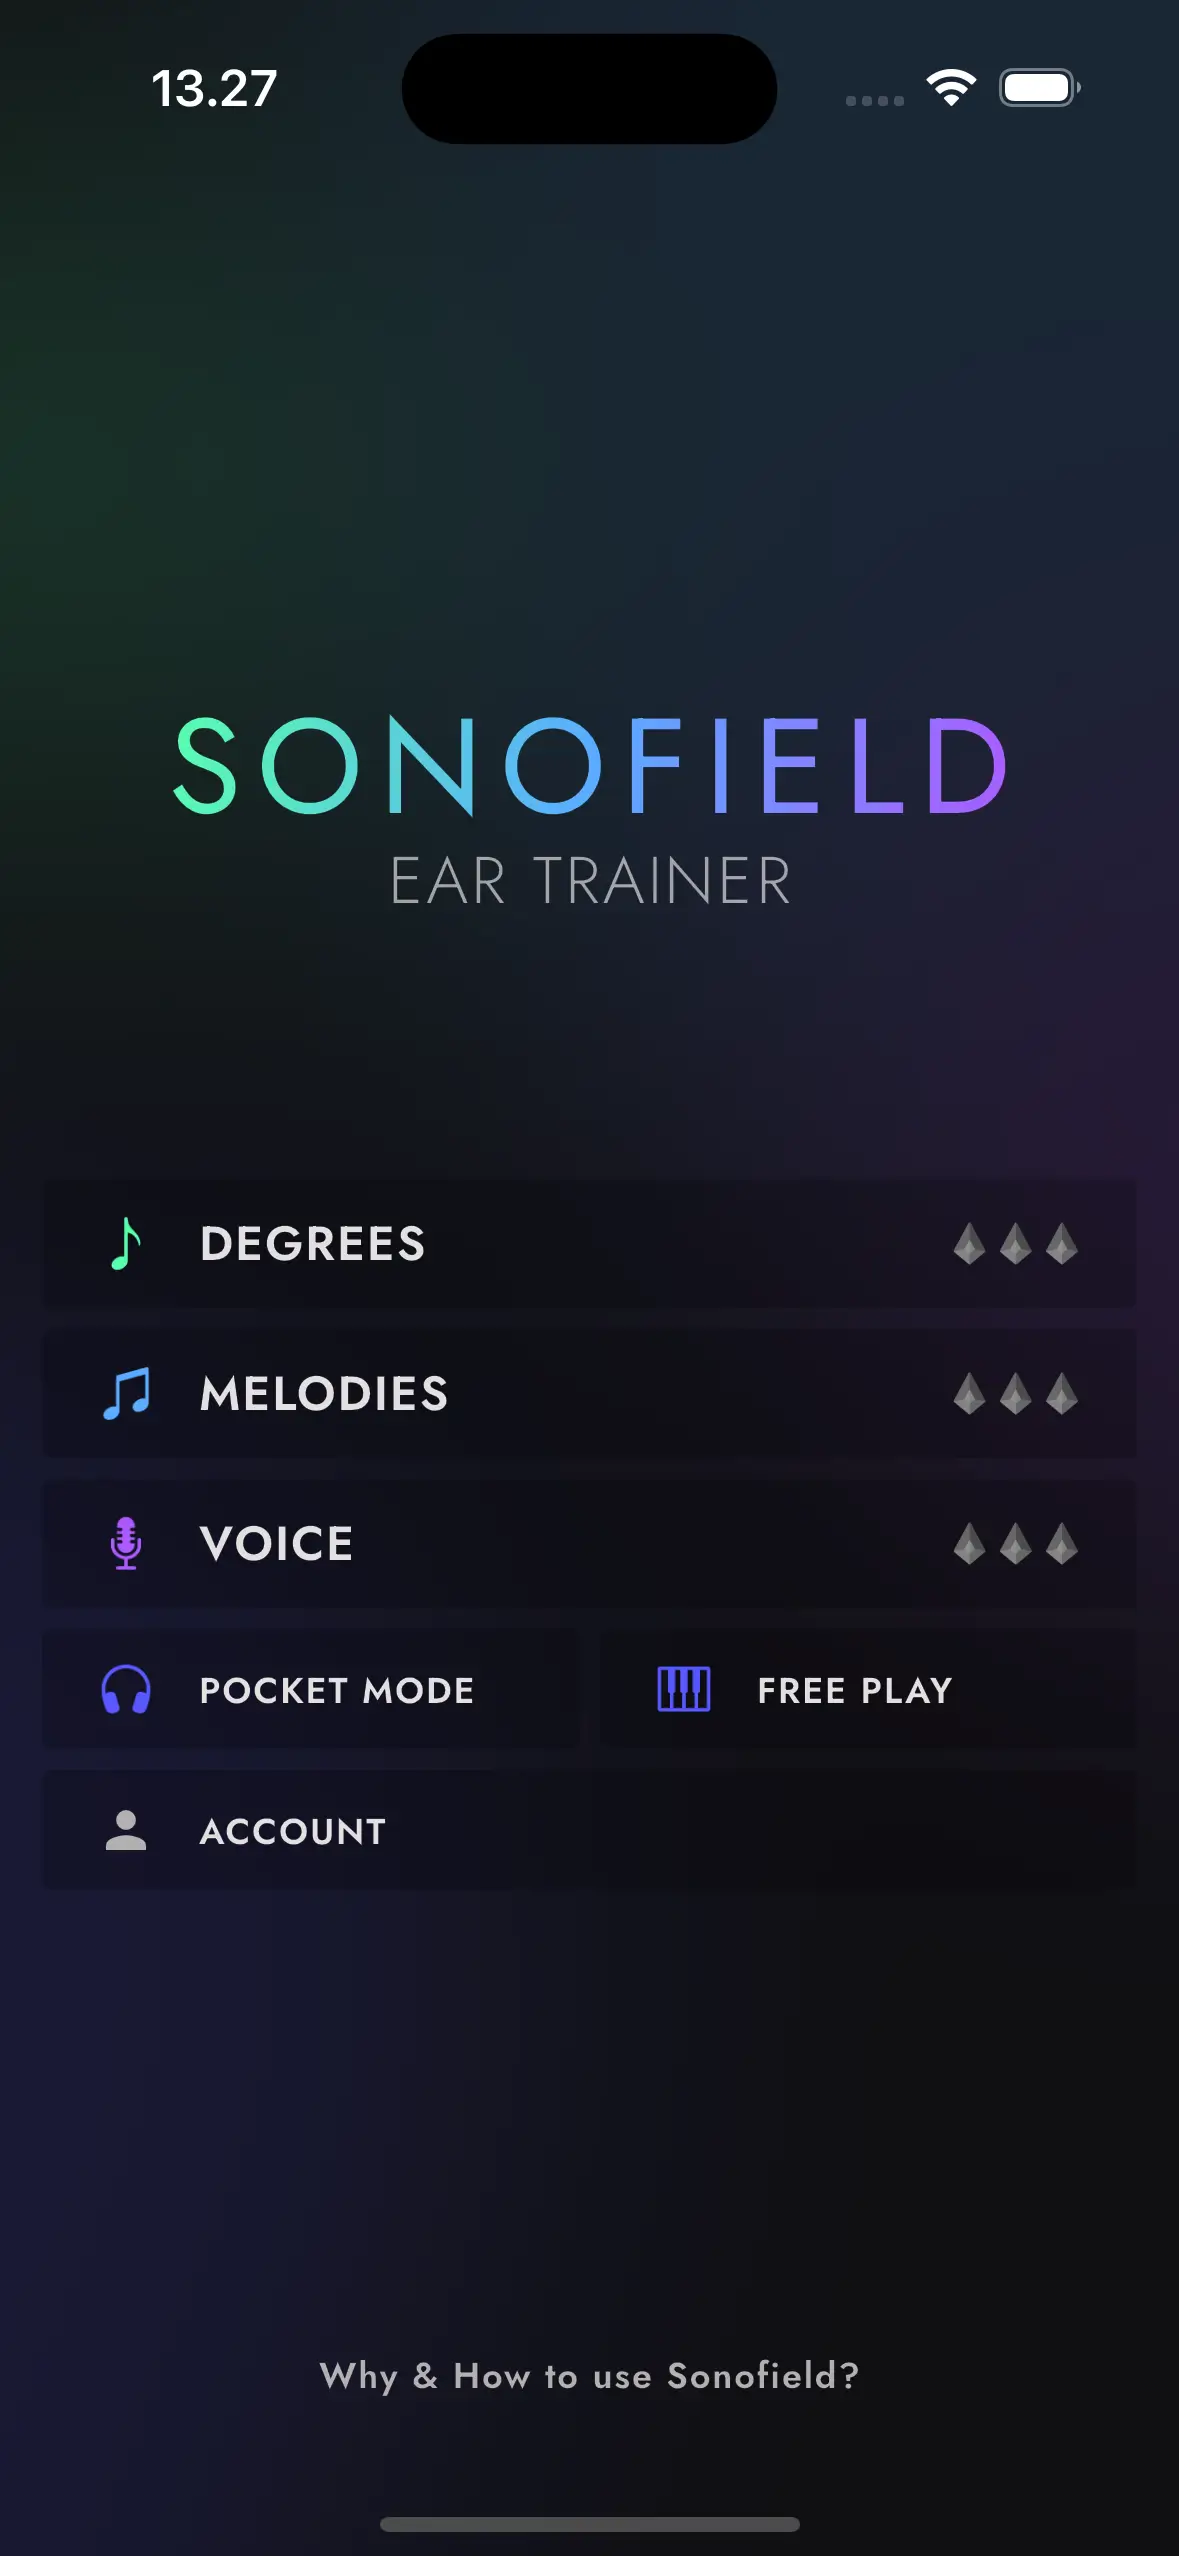 13.27
SONOFIELD
EAR TRAINER
DEGREES
MELODIES
VOICE
POCKET MODE
FREE PLAY
ACCOUNT
Why & How to use Sonofield?